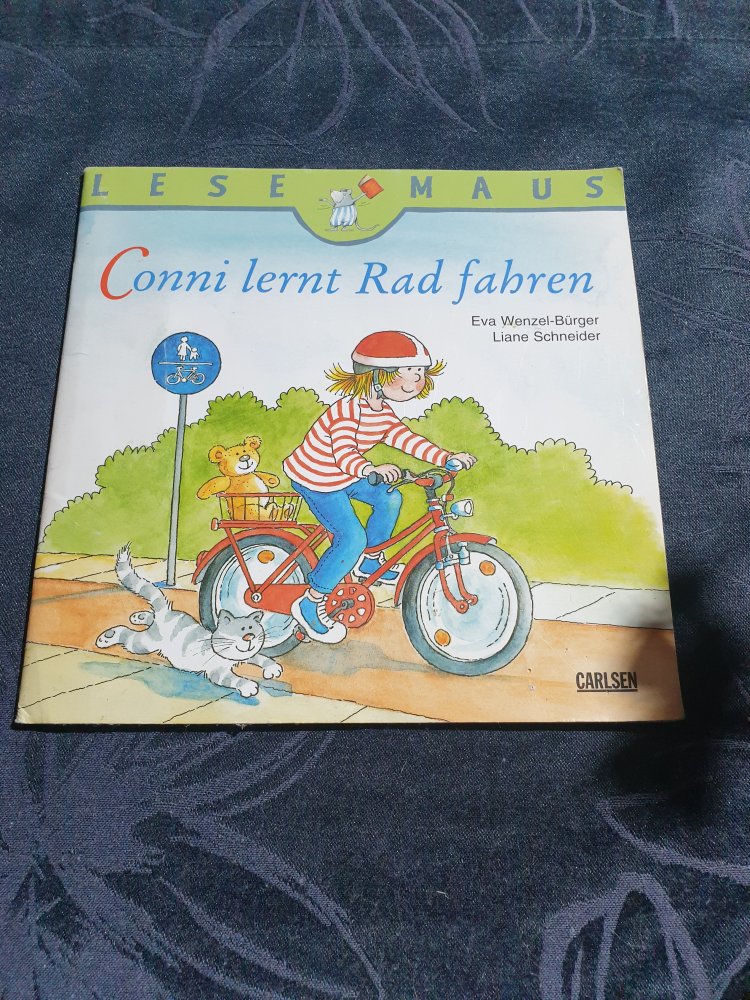 LESE MAUS
Conni lernt Rad fahren
Eva Wenzel-Bürger
Liane Schneider
CARLSEN